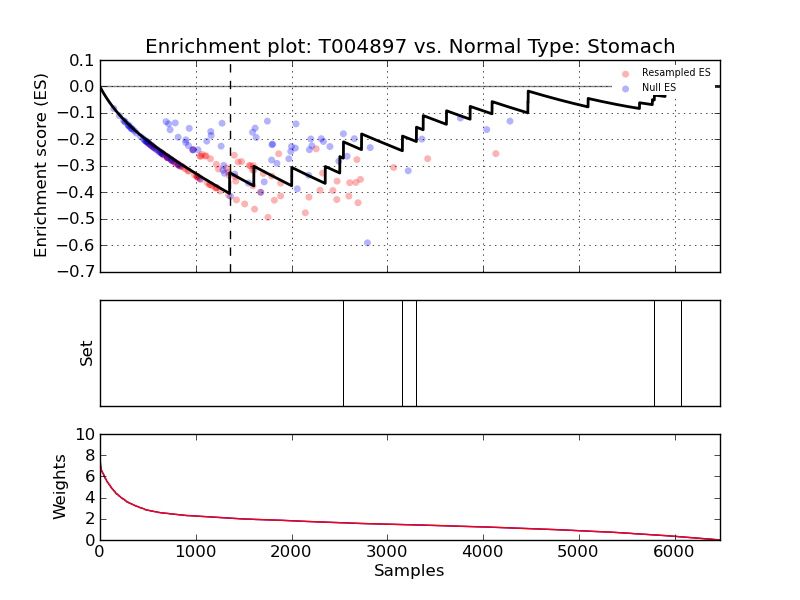 Enrichment plot: T004897 vs. Normal Type: Stomach
Enrichment score (ES)
0.1
0.0
−0.1
−0.2
−0.3
−0.4
−0.5
−0.6
−0.7
Resampled ES
Null ES
Set
Weights
10
8
6
4
2
0
0 1000 2000 3000 4000 5000 6000
Samples